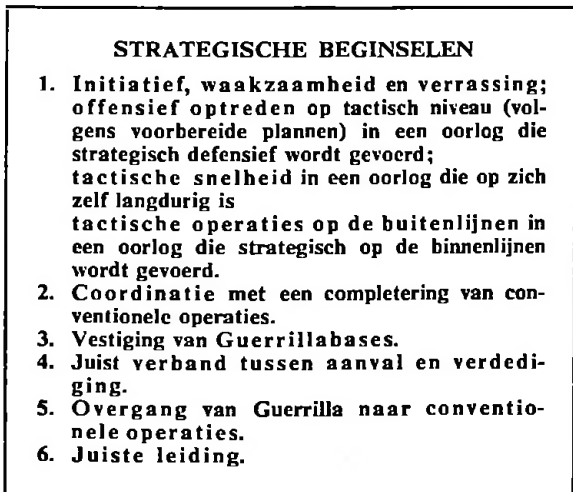 STRATEGISCHE BEGINSELEN
1. Initiatief, waakzaamheid en verrassing;
offensief optreden op tactisch niveau (vol-
gens voorbereide plannen) in een oorlog die
strategisch defensief wordt gevoerd;
tactische snelheid in een oorlog die op zich
zelf langdurig is
tactische operaties op de buitenlijnen in
een oorlog die strategisch op de binnenlijnen
wordt gevoerd.
2. Coordinatie met een completering van con-
ventionele operaties.
3. Vestiging van Guerrillabases.
4. Juist verband tussen aanval en verdedi-
ging.
5. Overgang van Guerrilla naar conventio-
nele operaties.
6. Juiste leiding.